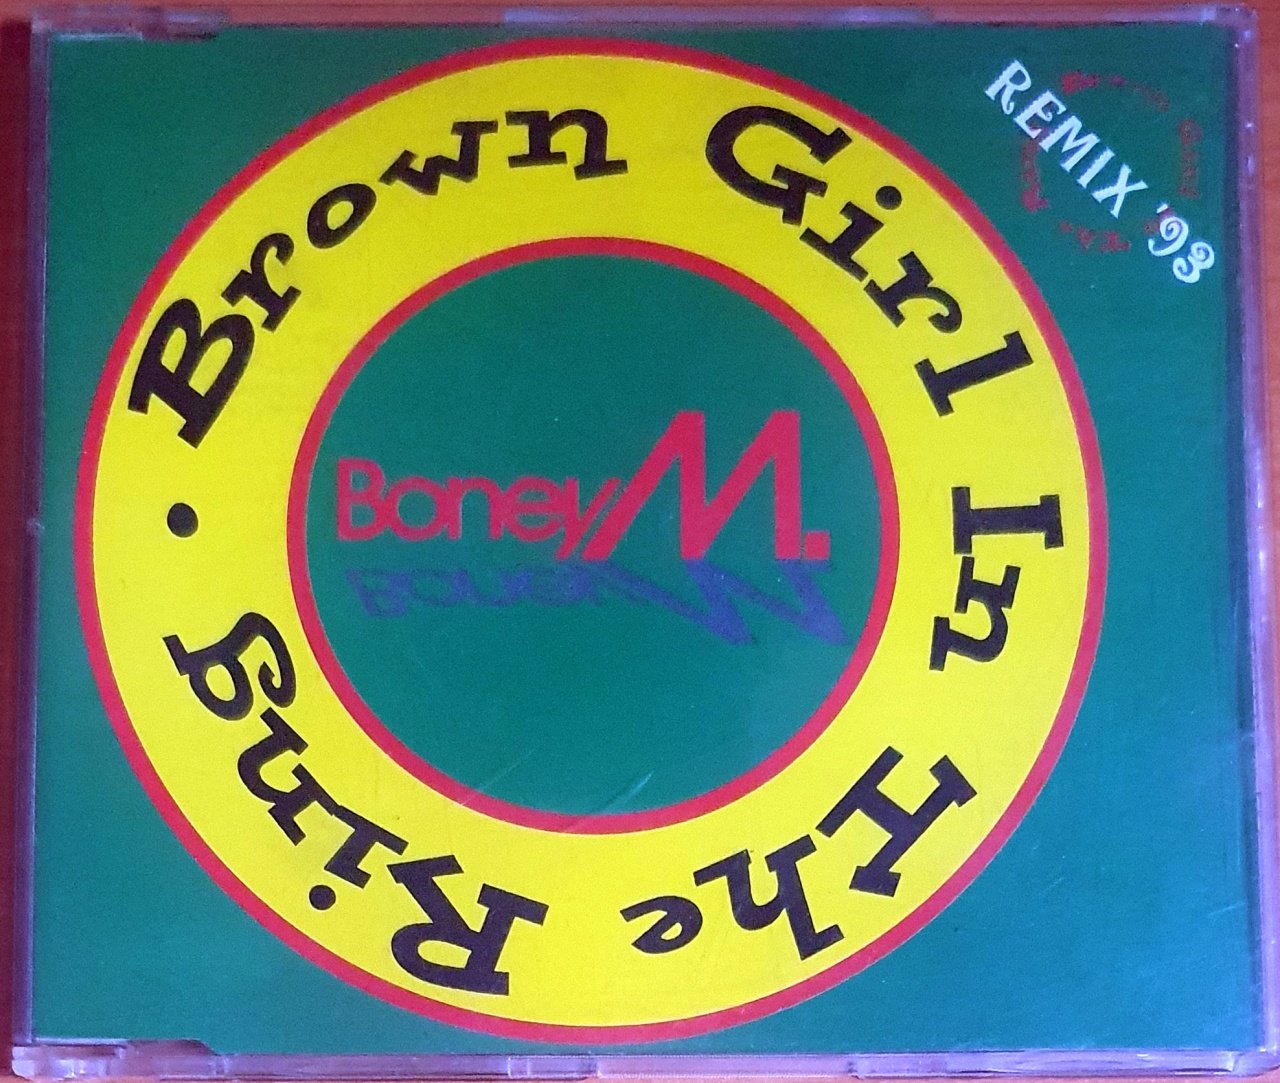 Brown Girl In The Ring •
Boney M.
REMIX '93